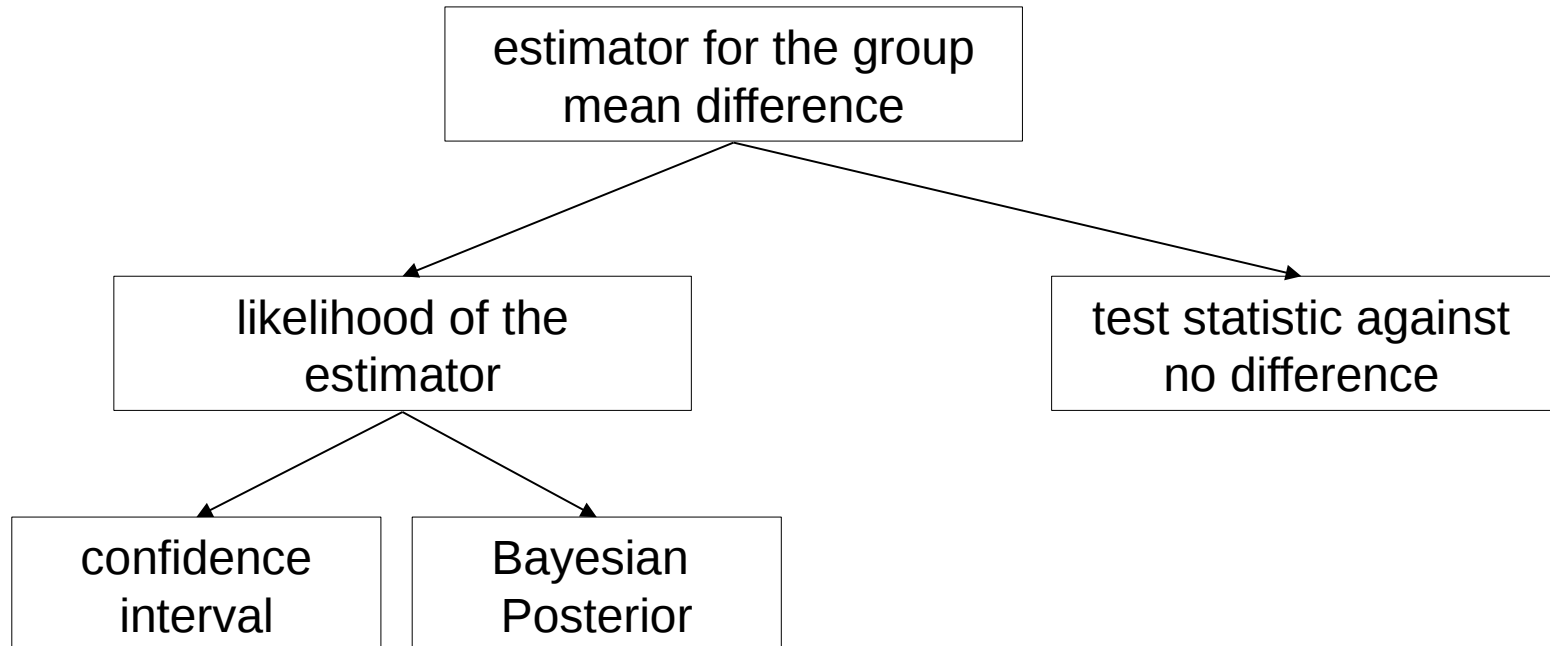 estimator for the group
mean difference
likelihood of the
estimator
test statistic against
no difference
confidence
interval
Bayesian
Posterior